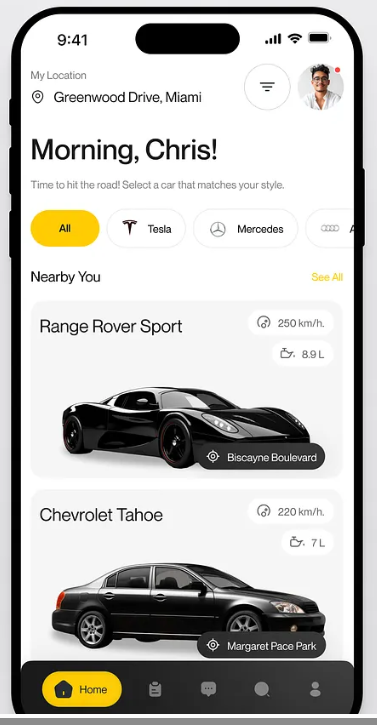 9:41
My Location
Greenwood Drive, Miami
Morning, Chris!
Time to hit the road! Select a car that matches your style.
All
Tesla
Mercedes
Nearby You
See All
Range Rover Sport
250 km/h.
8.9 L
Biscayne Boulevard
Chevrolet Tahoe
220 km/h.
7 L
Margaret Pace Park
Home